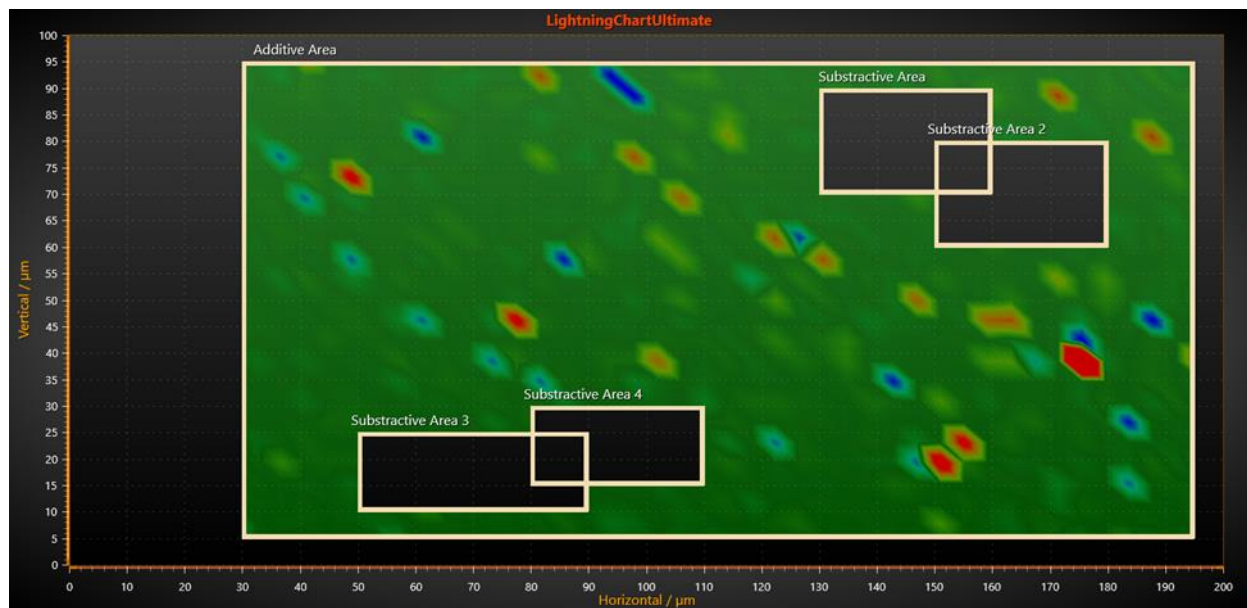 LightningChartUltimate
100
95
90
85
80
75
70
65
60
55
50
45
40
35
30
25
20
15
10
5
0
Vertical / µm
Additive Area
Substractive Area
Substractive Area 2
Substractive Area 4
Substractive Area 3
0 10 20 30 40 50 60 70 80 90 100 110 120 130 140 150 160 170 180 190 200
Horizontal / µm